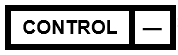 CONTROL —